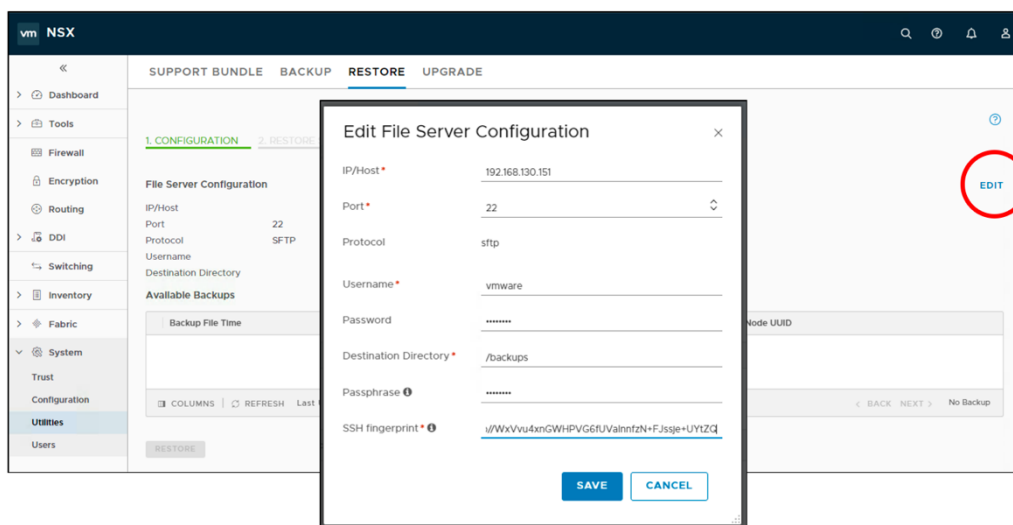 vm NSX
SUPPORT BUNDLE BACKUP RESTORE UPGRADE
Dashboard
Tools
Firewall
Encryption
Routing
DDI
Switching
Inventory
Fabric
System
Trust
Configuration
Utilities
Users
1. CONFIGURATION 2. RESTORE
File Server Configuration
EDIT
IP/Host
Port 22
Protocol SFTP
Username
Destination Directory
Available Backups
Backup File Time Node UUID
COLUMNS REFRESH Last
BACK NEXT No Backup
RESTORE
Edit File Server Configuration
IP/Host* 192.168.130.151
Port* 22
Protocol sftp
Username* vmware
Password ••••••••
Destination Directory* /backups
Passphrase ••••••••
SSH fingerprint*
SAVE CANCEL